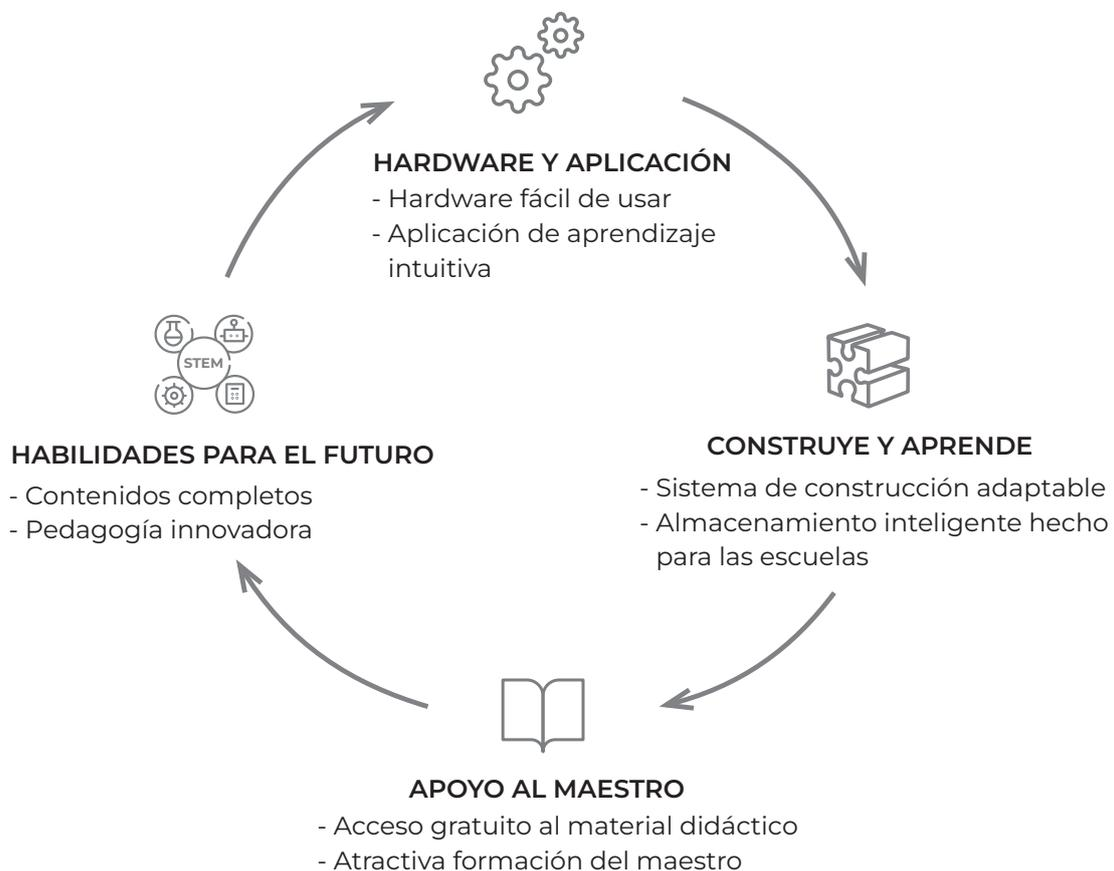 HARDWARE Y APLICACIÓN
- Hardware fácil de usar
- Aplicación de aprendizaje
intuitiva
CONSTRUYE Y APRENDE
- Sistema de construcción adaptable
- Almacenamiento inteligente hecho
para las escuelas
APOYO AL MAESTRO
- Acceso gratuito al material didáctico
- Atractiva formación del maestro
STEM
HABILIDADES PARA EL FUTURO
- Contenidos completos
- Pedagogía innovadora